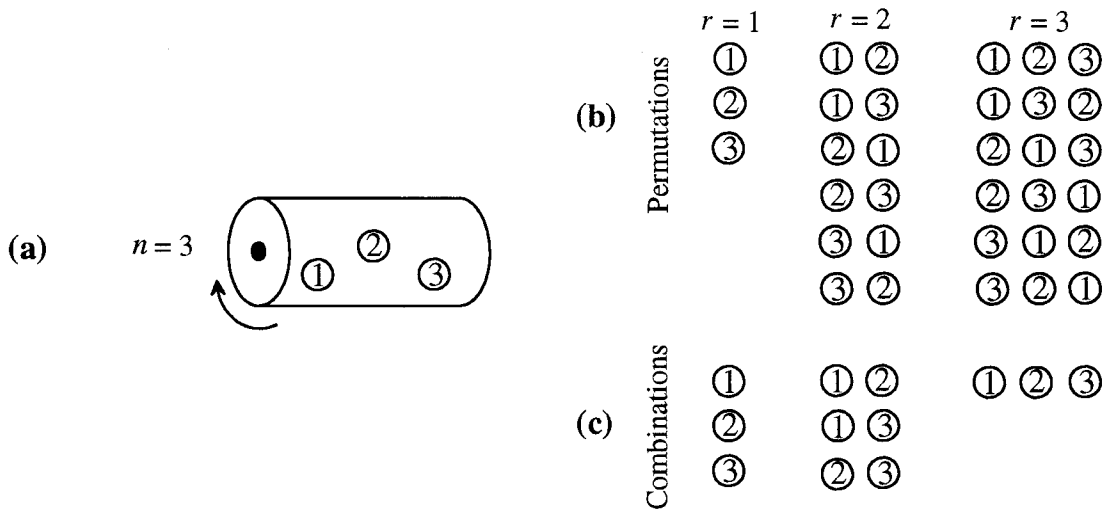 (a)
n = 3
1 2 3
(b)
Permutations
r = 1 r = 2 r = 3
1 1 2 1 2 3
2 1 3 1 3 2
3 2 1 2 1 3
2 3 2 3 1
3 1 3 1 2
3 2 3 2 1
(c)
Combinations
1 1 2 1 2 3
2 1 3
3 2 3